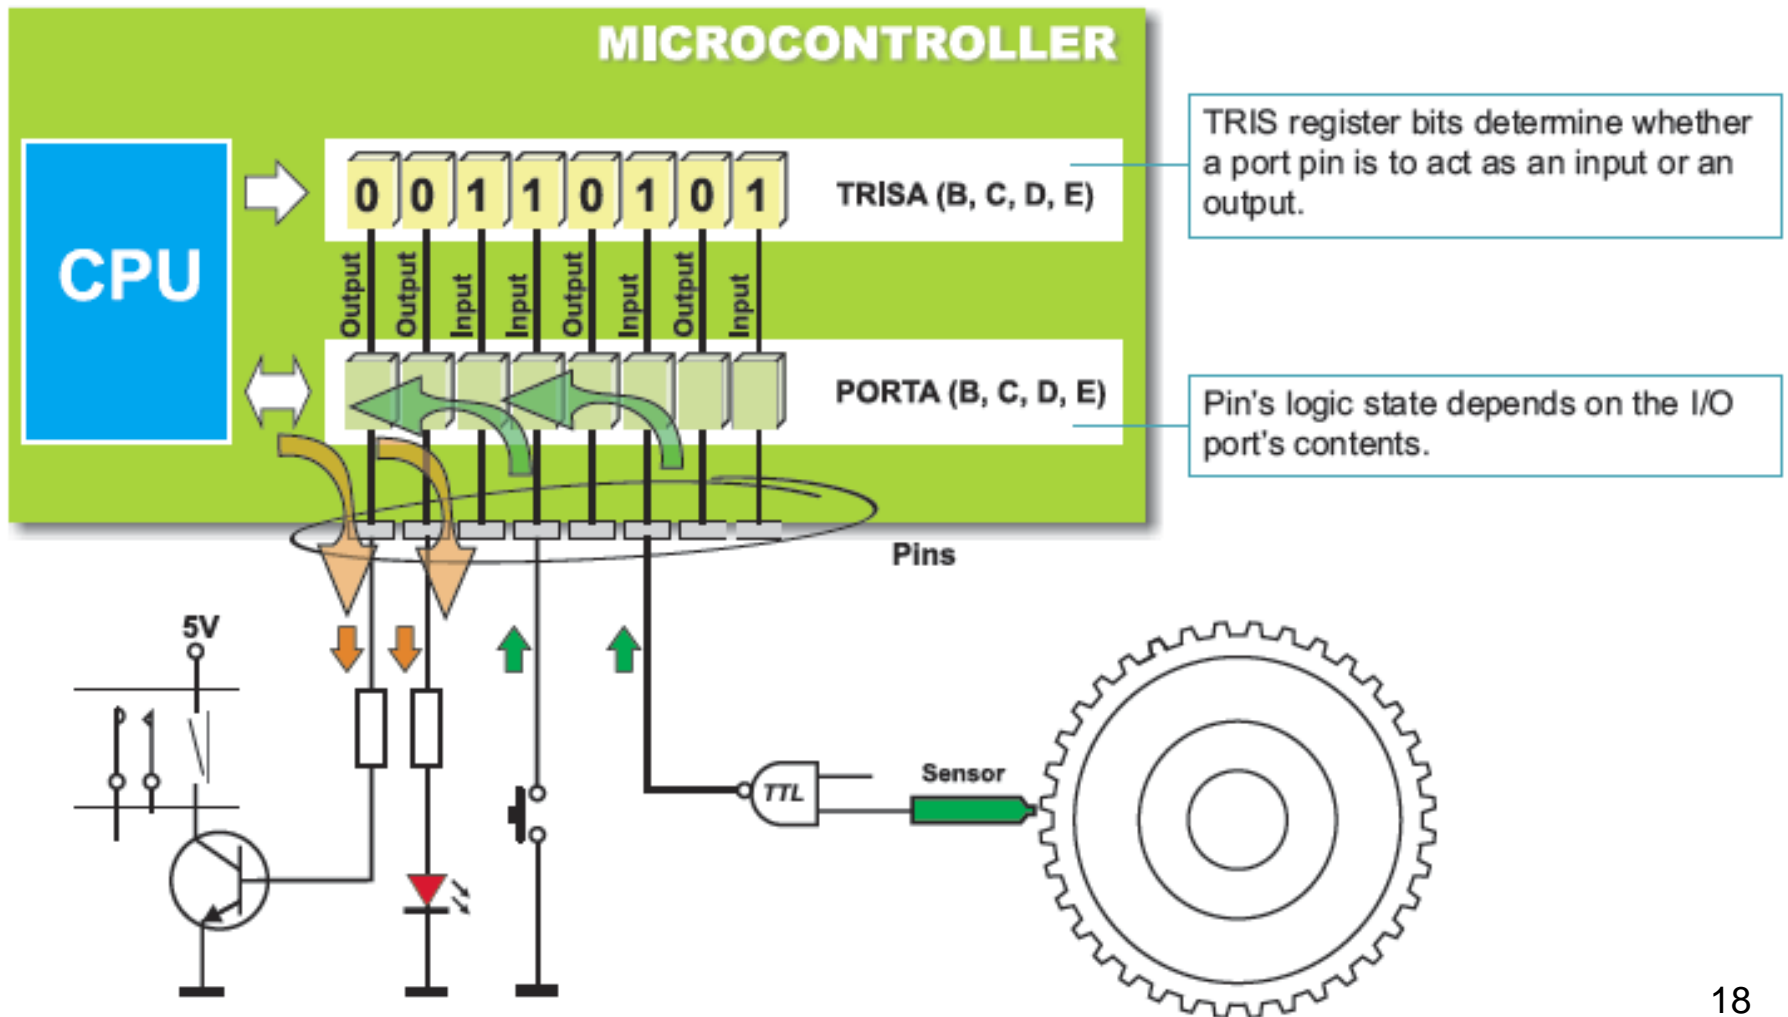 MICROCONTROLLER
CPU
0 0 1 1 0 1 0 1
TRISA (B, C, D, E)
TRIS register bits determine whether
a port pin is to act as an input or an
output.
Output
Output
Input
Input
Output
Input
Output
Input
PORTA (B, C, D, E)
Pin's logic state depends on the I/O
port's contents.
Pins
5V
TTL
Sensor
18